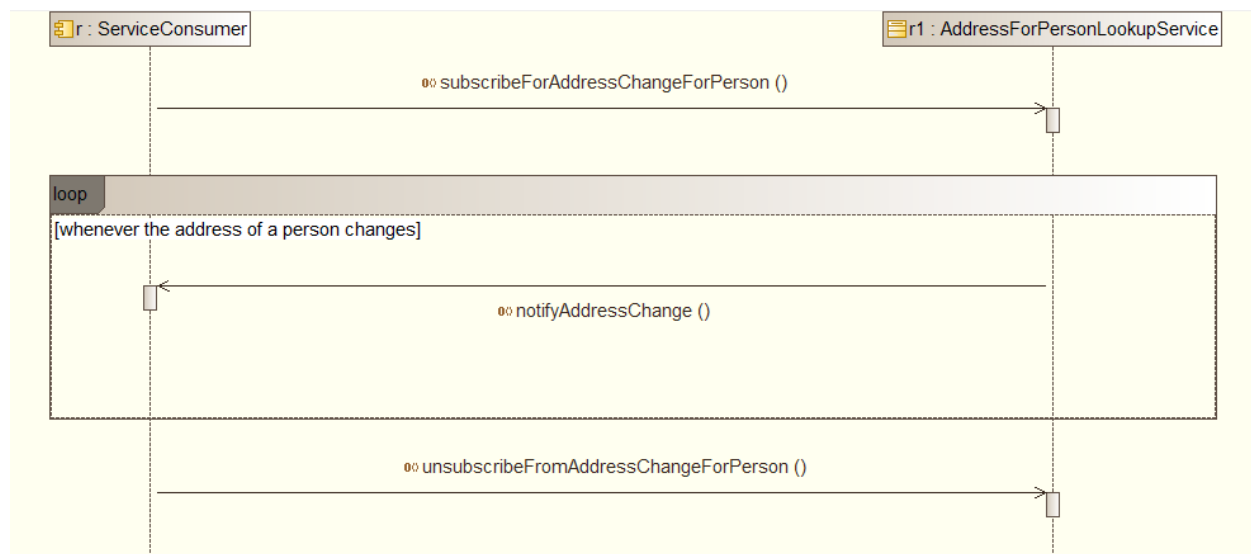 r : ServiceConsumer
r1 : AddressForPersonLookupService
subscribeForAddressChangeForPerson ()
loop
[whenever the address of a person changes]
notifyAddressChange ()
unsubscribeFromAddressChangeForPerson ()